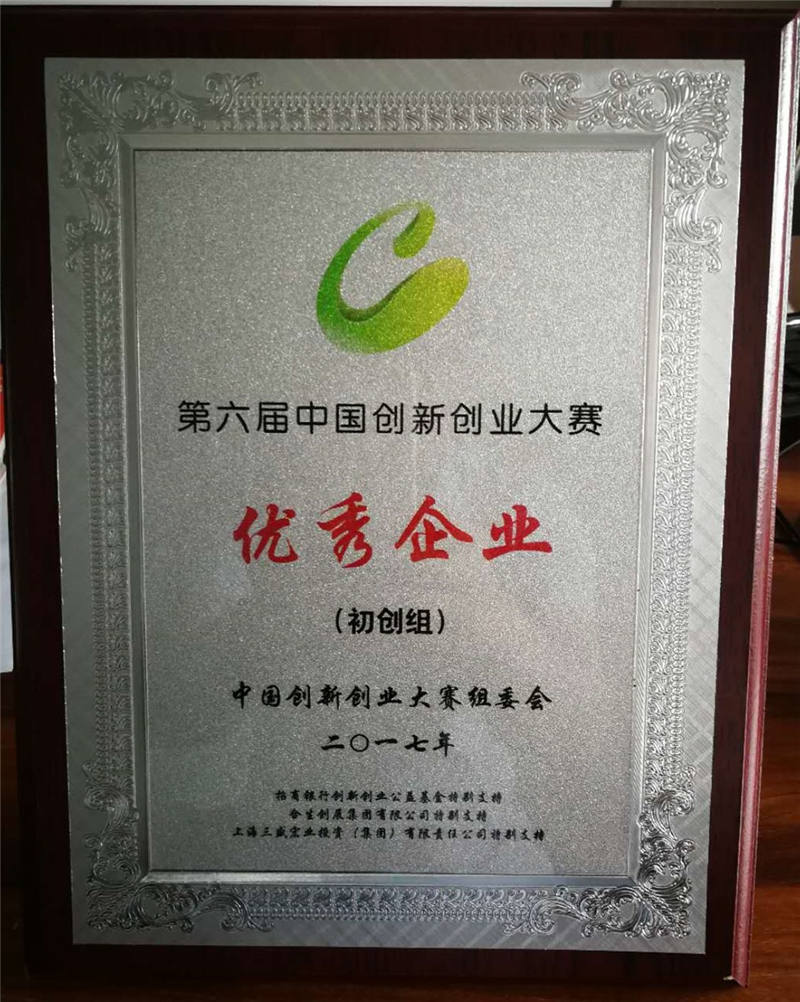 第六届中国创新创业大赛
优秀企业
（初创组）
中国创新创业大赛组委会
二〇一七年
招商银行创新创业公益基金特别支持
合生创展集团有限公司特别支持
上海三盛宏业投资（集团）有限责任公司特别支持